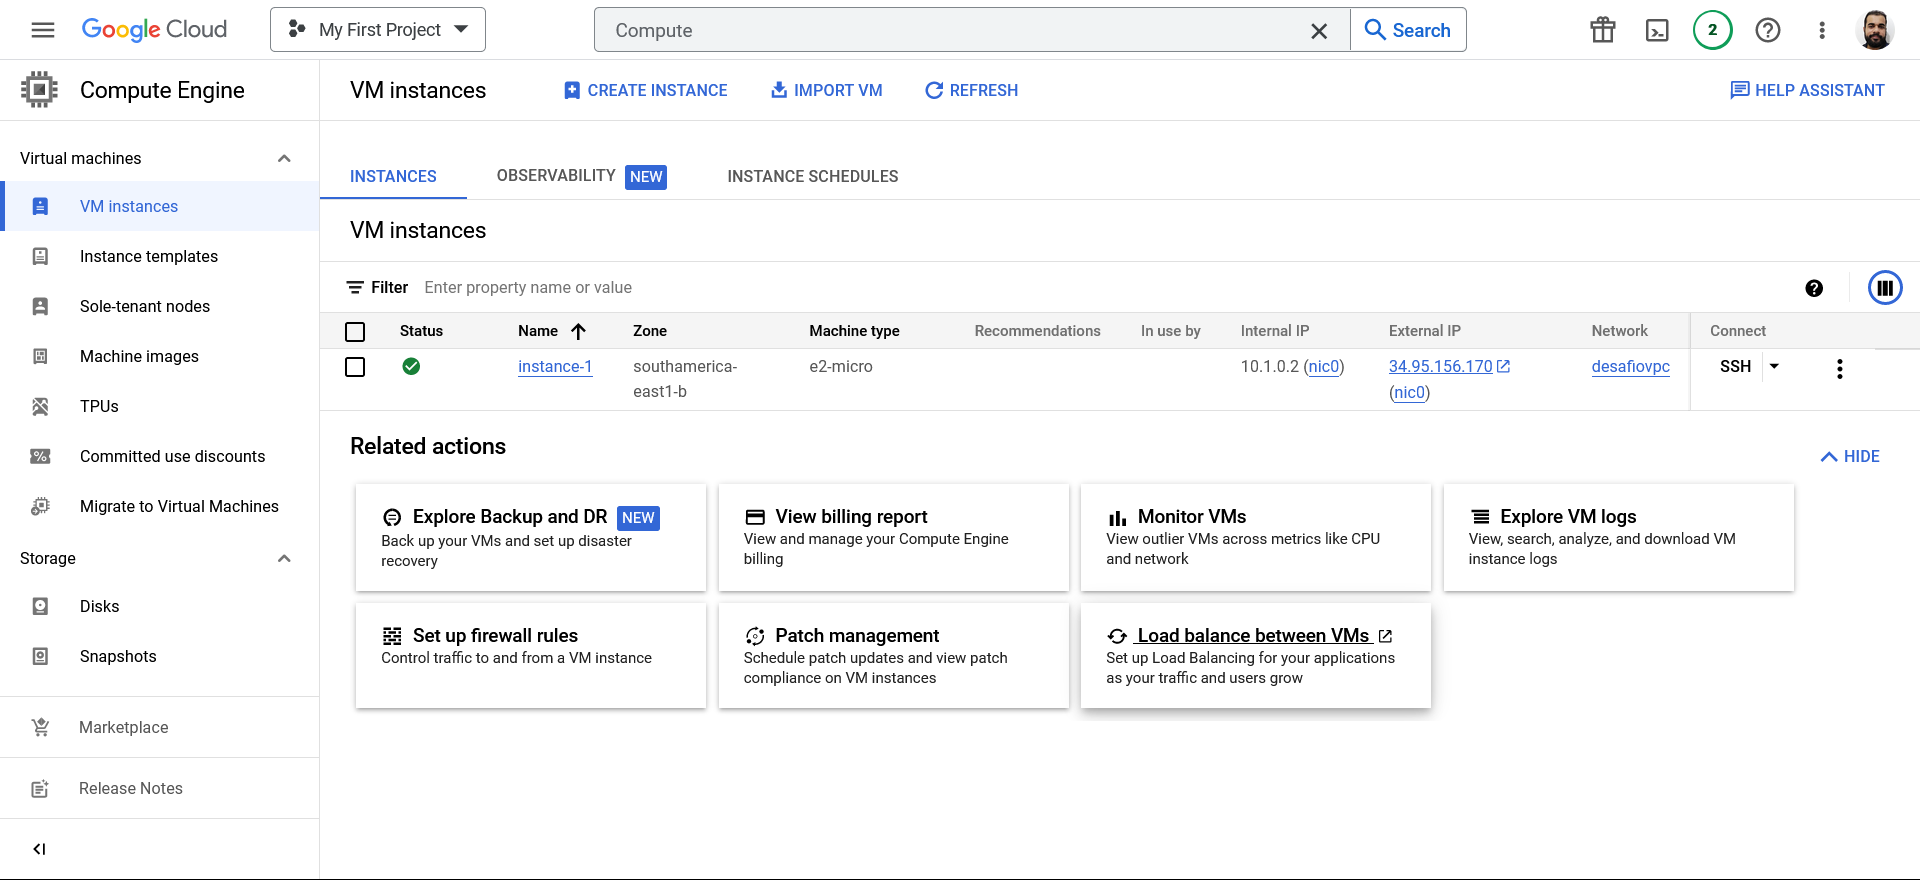 Google Cloud
My First Project
Compute
Search
2
Compute Engine
VM instances
CREATE INSTANCE
IMPORT VM
REFRESH
HELP ASSISTANT
Virtual machines
VM instances
Instance templates
Sole-tenant nodes
Machine images
TPUs
Committed use discounts
Migrate to Virtual Machines
Storage
Disks
Snapshots
Marketplace
Release Notes
INSTANCES
OBSERVABILITY NEW
INSTANCE SCHEDULES
VM instances
Filter Enter property name or value
Status Name Zone Machine type Recommendations In use by Internal IP External IP Network Connect
instance-1 southamerica- e2-micro 10.1.0.2 (nic0) 34.95.156.170 desafiovpc SSH
east1-b (nic0)
Related actions
HIDE
Explore Backup and DR NEW
Back up your VMs and set up disaster
recovery
View billing report
View and manage your Compute Engine
billing
Monitor VMs
View outlier VMs across metrics like CPU
and network
Explore VM logs
View, search, analyze, and download VM
instance logs
Set up firewall rules
Control traffic to and from a VM instance
Patch management
Schedule patch updates and view patch
compliance on VM instances
Load balance between VMs
Set up Load Balancing for your applications
as your traffic and users grow